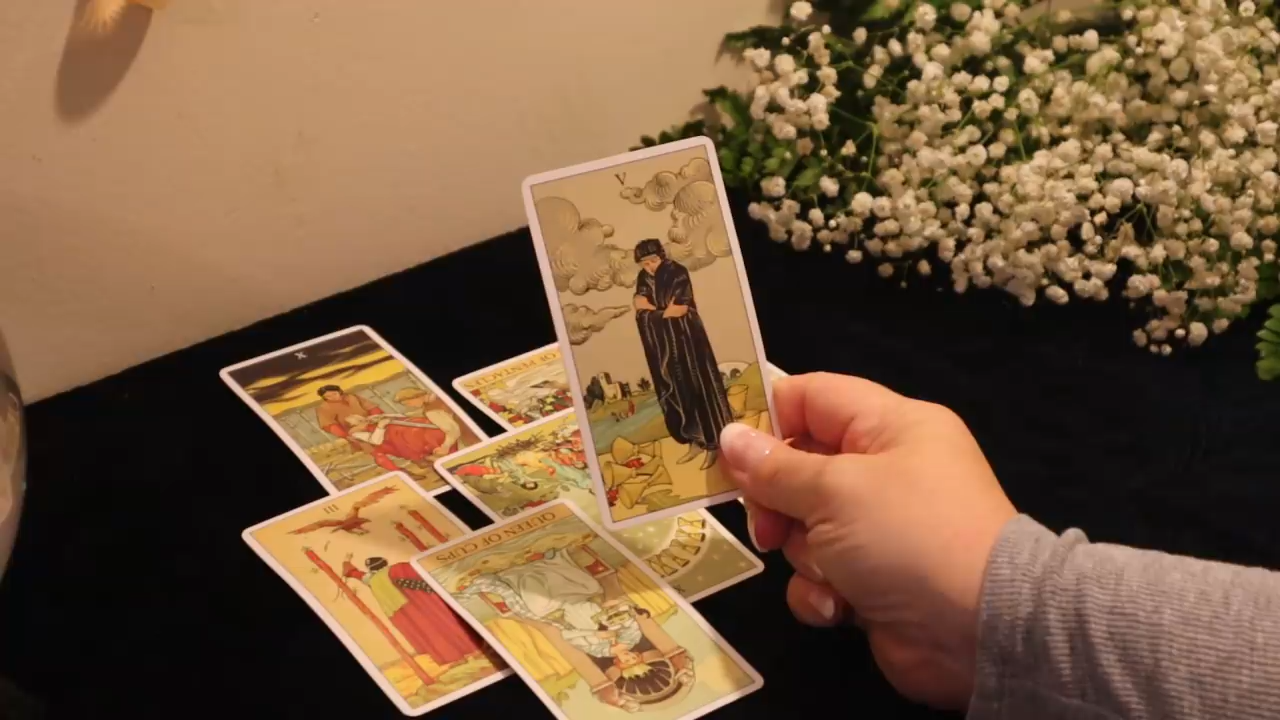 V
X
OF PENTACLES
III
QUEEN OF CUPS